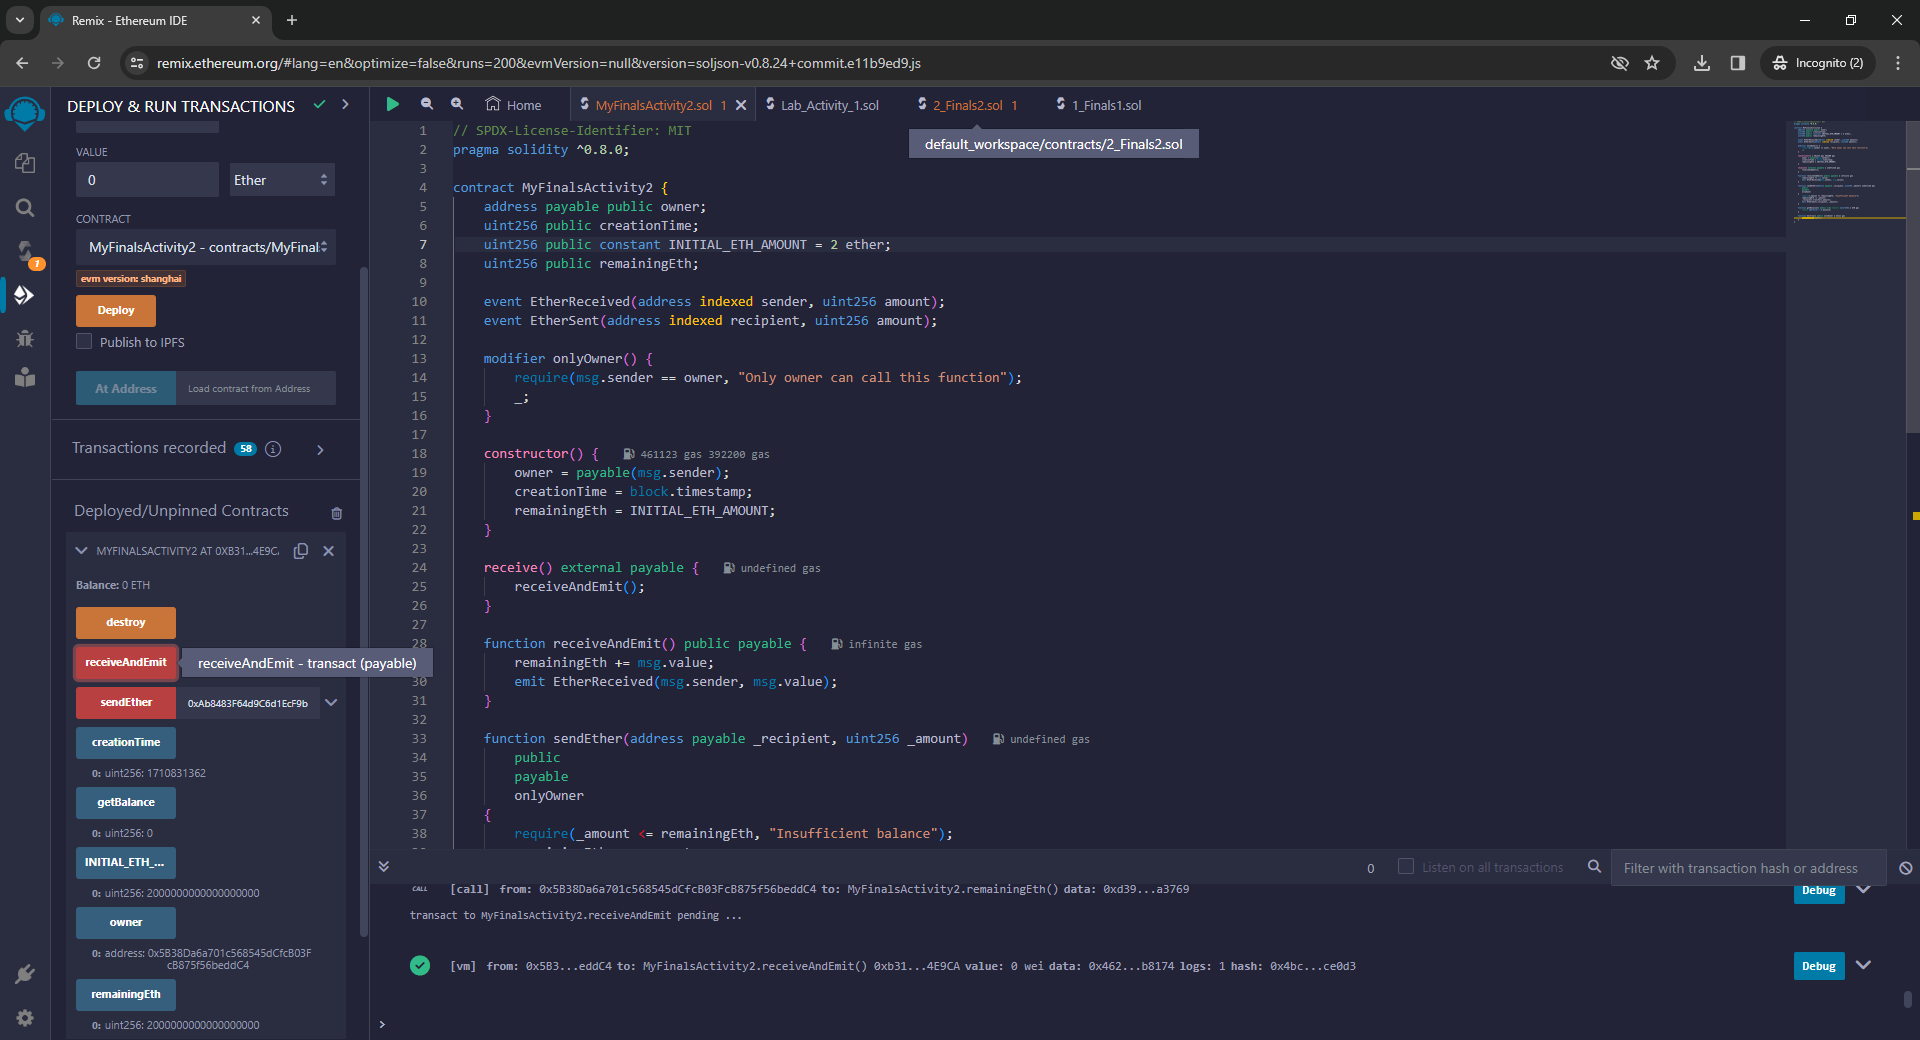 Remix - Ethereum IDE
remix.ethereum.org/#lang=en&optimize=false&runs=200&evmVersion=null&version=soljson-v0.8.24+commit.e11b9ed9.js
Incognito (2)
DEPLOY & RUN TRANSACTIONS
VALUE
0
Ether
CONTRACT
MyFinalsActivity2 - contracts/MyFinal
evm version: shanghai
Deploy
Publish to IPFS
At Address
Load contract from Address
Transactions recorded 58 i
Deployed/Unpinned Contracts
MYFINALSACTIVITY2 AT 0XB31...4E9C
Balance: 0 ETH
destroy
receiveAndEmit
receiveAndEmit - transact (payable)
sendEther
0xAb8483F64d9C6d1EcF9b
creationTime
0: uint256: 1710831362
getBalance
0: uint256: 0
INITIAL_ETH_...
0: uint256: 2000000000000000000
owner
0: address: 0x5B38Da6a701c568545dCfcB03F
cB875f56beddC4
remainingEth
0: uint256: 2000000000000000000
1
Home
MyFinalsActivity2.sol 1
Lab_Activity_1.sol
2_Finals2.sol 1
1_Finals1.sol
default_workspace/contracts/2_Finals2.sol
1 // SPDX-License-Identifier: MIT
2 pragma solidity ^0.8.0;
3
4 contract MyFinalsActivity2 {
5 address payable public owner;
6 uint256 public creationTime;
7 uint256 public constant INITIAL_ETH_AMOUNT = 2 ether;
8 uint256 public remainingEth;
9
10 event EtherReceived(address indexed sender, uint256 amount);
11 event EtherSent(address indexed recipient, uint256 amount);
12
13 modifier onlyOwner() {
14 require(msg.sender == owner, "Only owner can call this function");
15 _;
16 }
17
18 constructor() { 461123 gas 392200 gas
19 owner = payable(msg.sender);
20 creationTime = block.timestamp;
21 remainingEth = INITIAL_ETH_AMOUNT;
22 }
23
24 receive() external payable { undefined gas
25 receiveAndEmit();
26 }
27
28 function receiveAndEmit() public payable { infinite gas
remainingEth += msg.value;
30 emit EtherReceived(msg.sender, msg.value);
31 }
32
33 function sendEther(address payable _recipient, uint256 _amount) undefined gas
34 public
35 payable
36 onlyOwner
37 {
38 require(_amount <= remainingEth, "Insufficient balance");
0
Listen on all transactions
Filter with transaction hash or address
CALL [call] from: 0x5B38Da6a701c568545dCfcB03FcB875f56beddC4 to: MyFinalsActivity2.remainingEth() data: 0xd39...a3769
Debug
transact to MyFinalsActivity2.receiveAndEmit pending ...
[vm] from: 0x5B3...eddC4 to: MyFinalsActivity2.receiveAndEmit() 0xb31...4E9CA value: 0 wei data: 0x462...b8174 logs: 1 hash: 0x4bc...ce0d3
Debug
>